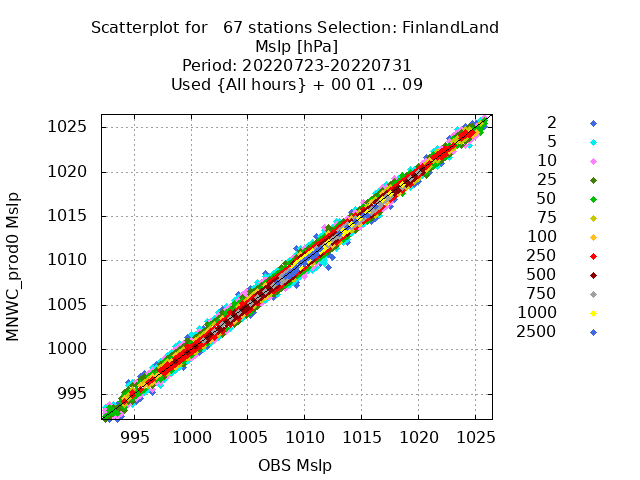 Scatterplot for   67 stations Selection: FinlandLand
Mslp [hPa]
Period: 20220723-20220731
Used {All hours} + 00 01 ... 09
MNWC_prod0 Mslp
1025
1020
1015
1010
1005
1000
995
995 1000 1005 1010 1015 1020 1025
OBS Mslp
2
5
10
25
50
75
100
250
500
750
1000
2500